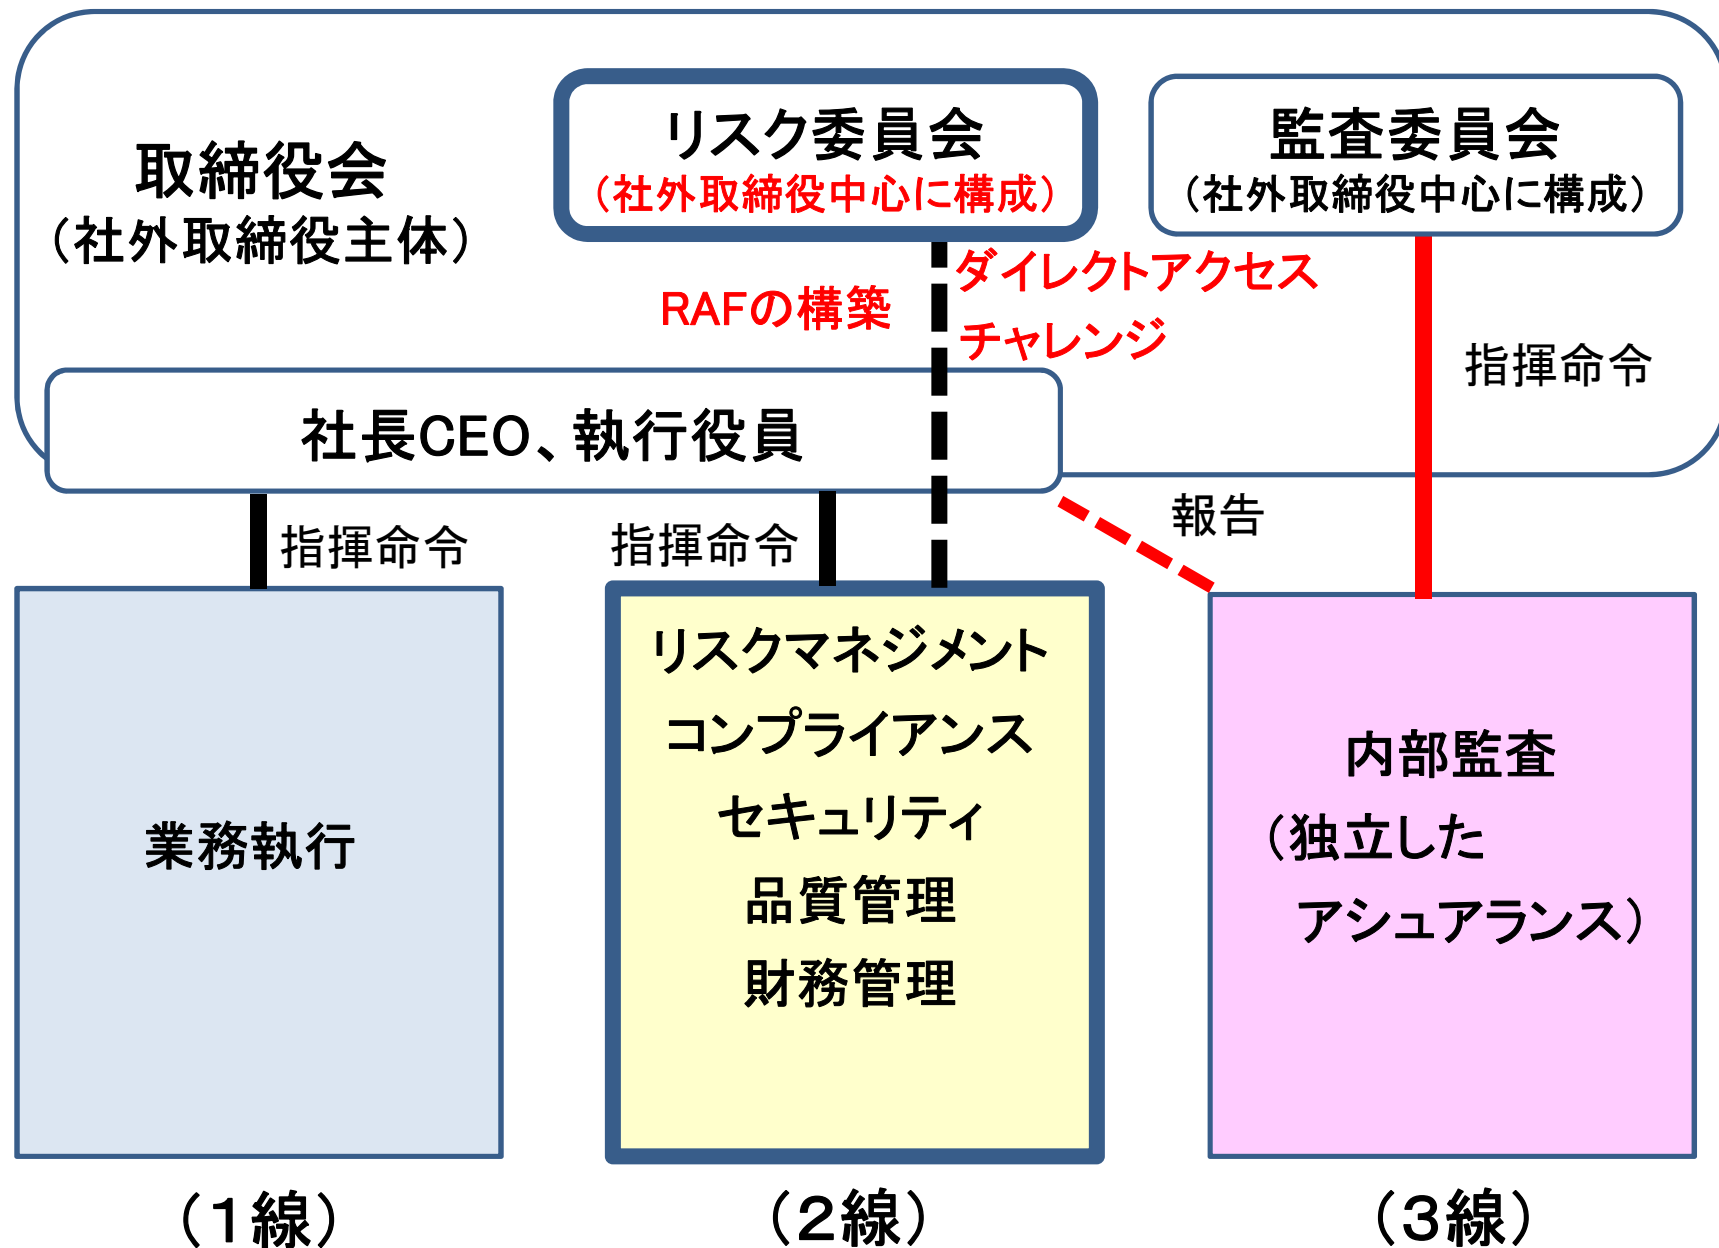 取締役会
（社外取締役主体）
リスク委員会
（社外取締役中心に構成）
監査委員会
（社外取締役中心に構成）
RAFの構築
ダイレクトアクセス
チャレンジ
指揮命令
社長CEO、執行役員
指揮命令
指揮命令
報告
業務執行
リスクマネジメント
コンプライアンス
セキュリティ
品質管理
財務管理
内部監査
（独立した
アシュアランス）
（１線）
（２線）
（３線）